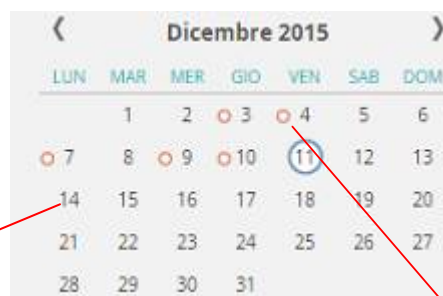 ❮ Dicembre 2015 ❯
LUN MAR MER GIO VEN SAB DOM
1 2 3 4 5 6
7 8 9 10 11 12 13
14 15 16 17 18 19 20
21 22 23 24 25 26 27
28 29 30 31